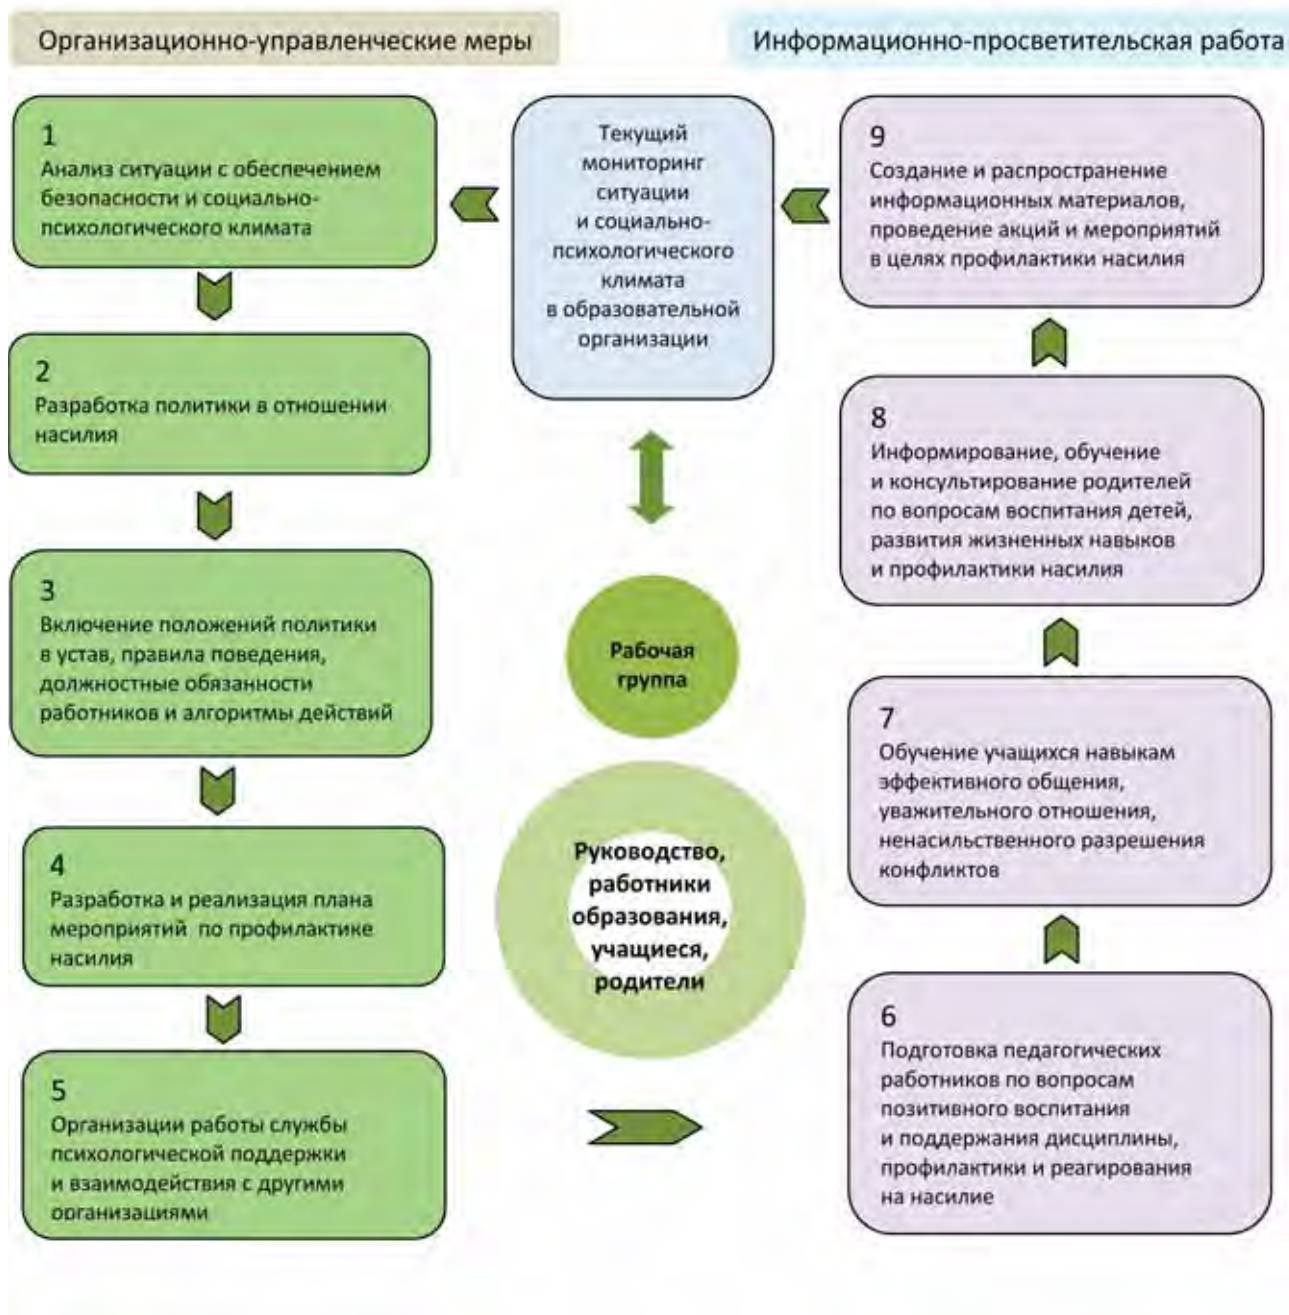 Организационно-управленческие меры
Информационно-просветительская работа
1
Анализ ситуации с обеспечением
безопасности и социально-
психологического климата
2
Разработка политики в отношении
насилия
3
Включение положений политики
в устав, правила поведения,
должностные обязанности
работников и алгоритмы действий
4
Разработка и реализация плана
мероприятий по профилактике
насилия
5
Организации работы службы
психологической поддержки
и взаимодействия с другими
организациями
Текущий
мониторинг
ситуации
и социально-
психологического
климата
в образовательной
организации
Рабочая
группа
Руководство,
работники
образования,
учащиеся,
родители
9
Создание и распространение
информационных материалов,
проведение акций и мероприятий
в целях профилактики насилия
8
Информирование, обучение
и консультирование родителей
по вопросам воспитания детей,
развития жизненных навыков
и профилактики насилия
7
Обучение учащихся навыкам
эффективного общения,
уважительного отношения,
ненасильственного разрешения
конфликтов
6
Подготовка педагогических
работников по вопросам
позитивного воспитания
и поддержания дисциплины,
профилактики и реагирования
на насилие